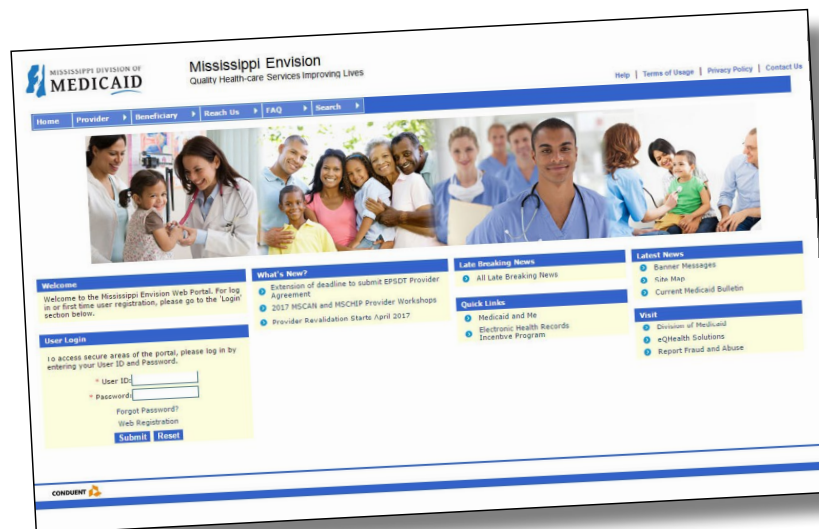 MISSISSIPPI DIVISION OF
MEDICAID
Mississippi Envision
Quality Health-care Services Improving Lives
Help | Terms of Usage | Privacy Policy | Contact Us
Home Provider Beneficiary Reach Us FAQ Search
Welcome
Welcome to the Mississippi Envision Web Portal. For log
in or first time user registration, please go to the 'Login'
section below.
User Login
To access secure areas of the portal, please log in by
entering your User ID and Password.
* User ID:
* Password:
Forgot Password?
Web Registration
Submit Reset
What's New?
Extension of deadline to submit EPSDT Provider
Agreement
2017 MSCAN and MSCHIP Provider Workshops
Provider Revalidation Starts April 2017
Late Breaking News
All Late Breaking News
Quick Links
Medicaid and Me
Electronic Health Records
Incentive Program
Latest News
Banner Messages
Site Map
Current Medicaid Bulletin
Visit
Division of Medicaid
eQHealth Solutions
Report Fraud and Abuse
CONDUENT